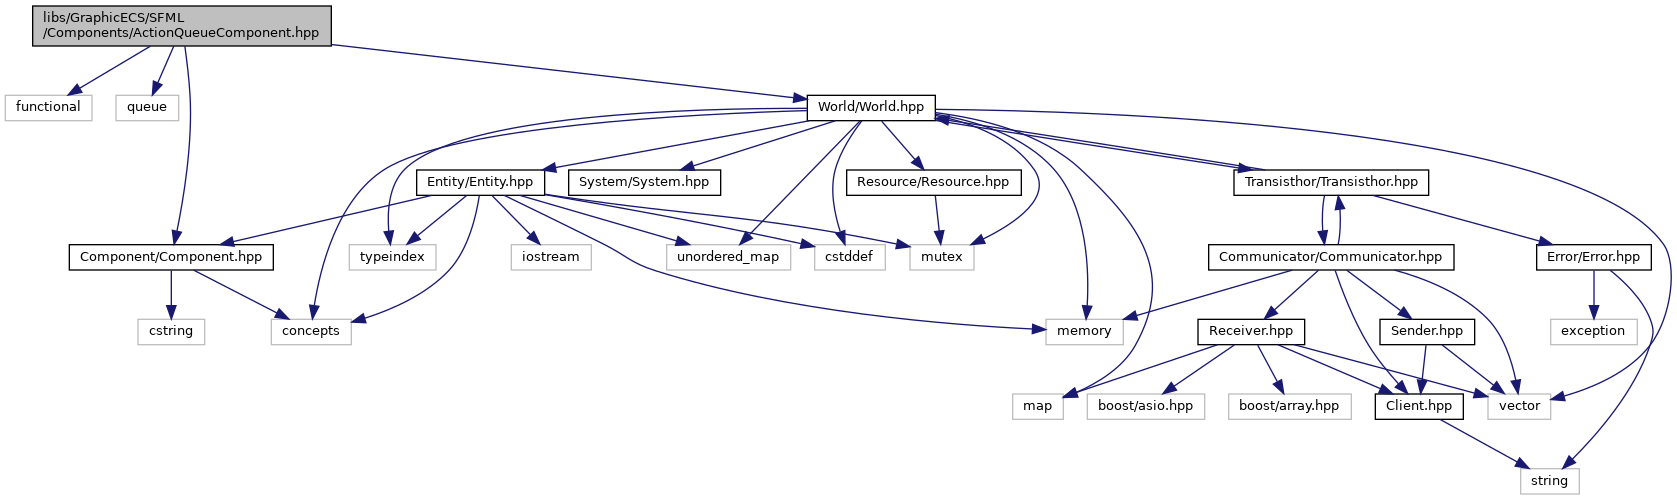 libs/GraphicECS/SFML
/Components/ActionQueueComponent.hpp
functional
queue
World/World.hpp
Entity/Entity.hpp
System/System.hpp
Resource/Resource.hpp
Transisthor/Transisthor.hpp
Component/Component.hpp
typeindex
iostream
unordered_map
cstddef
mutex
Communicator/Communicator.hpp
Error/Error.hpp
cstring
concepts
memory
Receiver.hpp
Sender.hpp
exception
map
boost/asio.hpp
boost/array.hpp
Client.hpp
vector
string